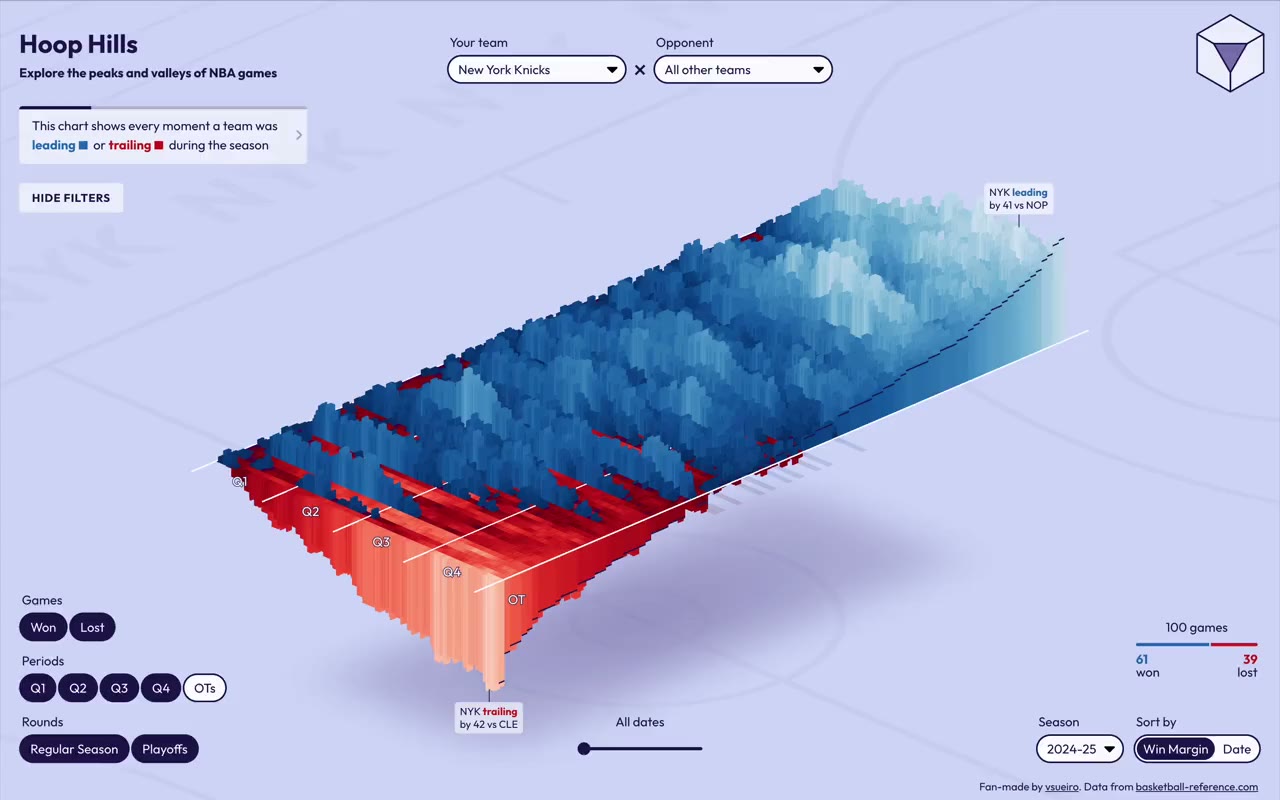 Hoop Hills
Explore the peaks and valleys of NBA games
Your team
Opponent
New York Knicks
×
All other teams
This chart shows every moment a team was
leading or trailing during the season
HIDE FILTERS
NYK NYK NYK
NYK leading
by 41 vs NOP
Q1
Q2
Q3
Q4
OT
NYK trailing
by 42 vs CLE
Games
Won Lost
Periods
Q1 Q2 Q3 Q4 OTs
Rounds
Regular Season Playoffs
All dates
100 games
61 39
won lost
Season
2024-25
Sort by
Win Margin Date
Fan-made by vsueiro. Data from basketball-reference.com